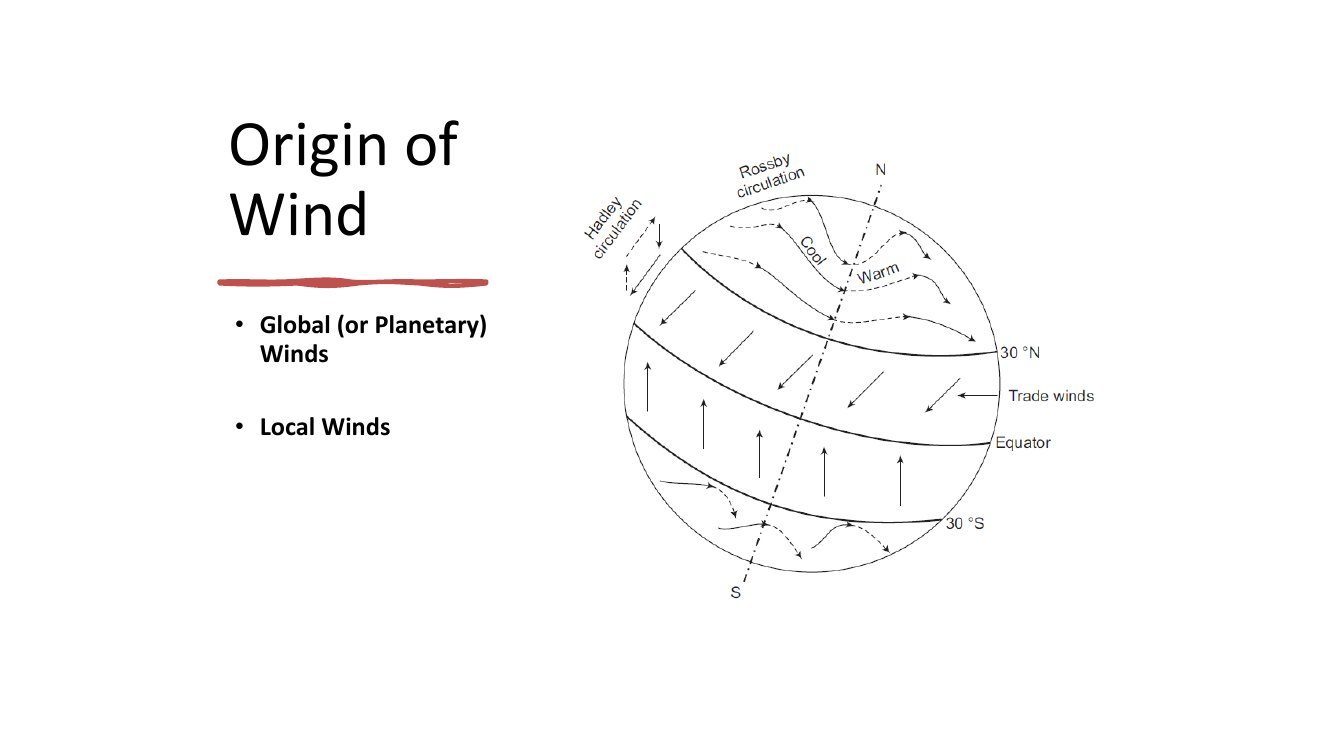 Origin of
Wind
• Global (or Planetary)
Winds
• Local Winds
Rossby
circulation
N
Hadley
circulation
Cool
Warm
30 °N
Trade winds
Equator
30 °S
S